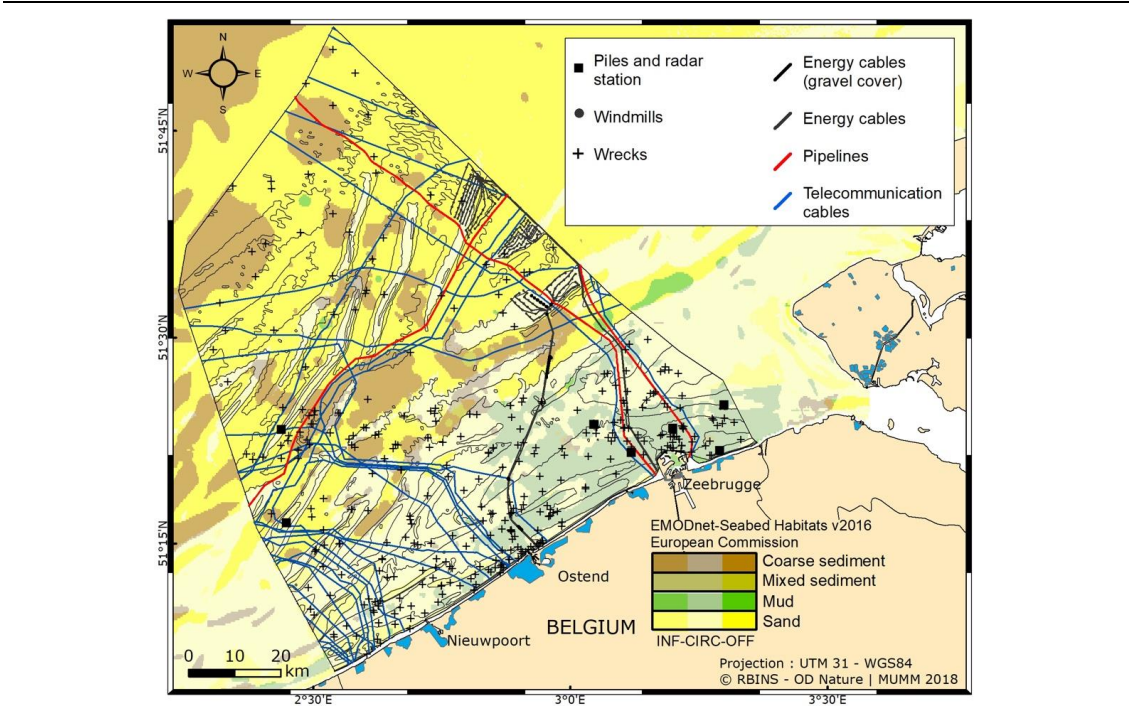 N
W E
S
Piles and radar
station
Windmills
Wrecks
Energy cables
(gravel cover)
Energy cables
Pipelines
Telecommunication
cables
51°45'N
51°30'N
51°15'N
Zeebrugge
Ostend
Nieuwpoort
BELGIUM
EMODnet-Seabed Habitats v2016
European Commission
Coarse sediment
Mixed sediment
Mud
Sand
INF-CIRC-OFF
0 10 20
km
Projection : UTM 31 - WGS84
© RBINS - OD Nature | MUMM 2018
2°30'E 3°0'E 3°30'E